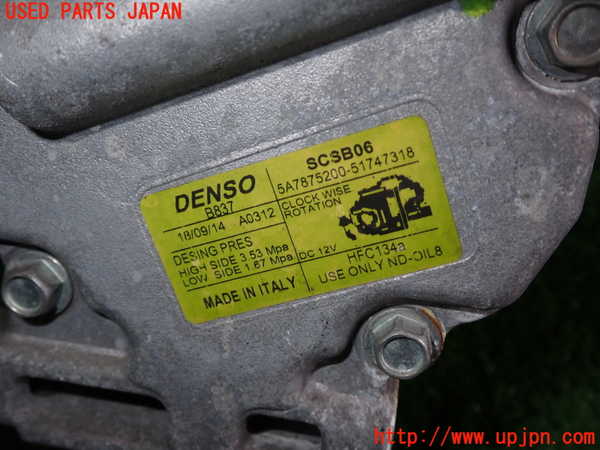 USED PARTS JAPAN
DENSO
B837
18/09/14 A0312
DESING PRES
HIGH SIDE 3.53 Mpa
LOW SIDE 1.67 Mpa
MADE IN ITALY
SCSB06
5A7875200-51747318
CLOCK WISE
ROTATION
DC 12V
HFC134a
USE ONLY ND-OIL8
http://www.upjpn.com/